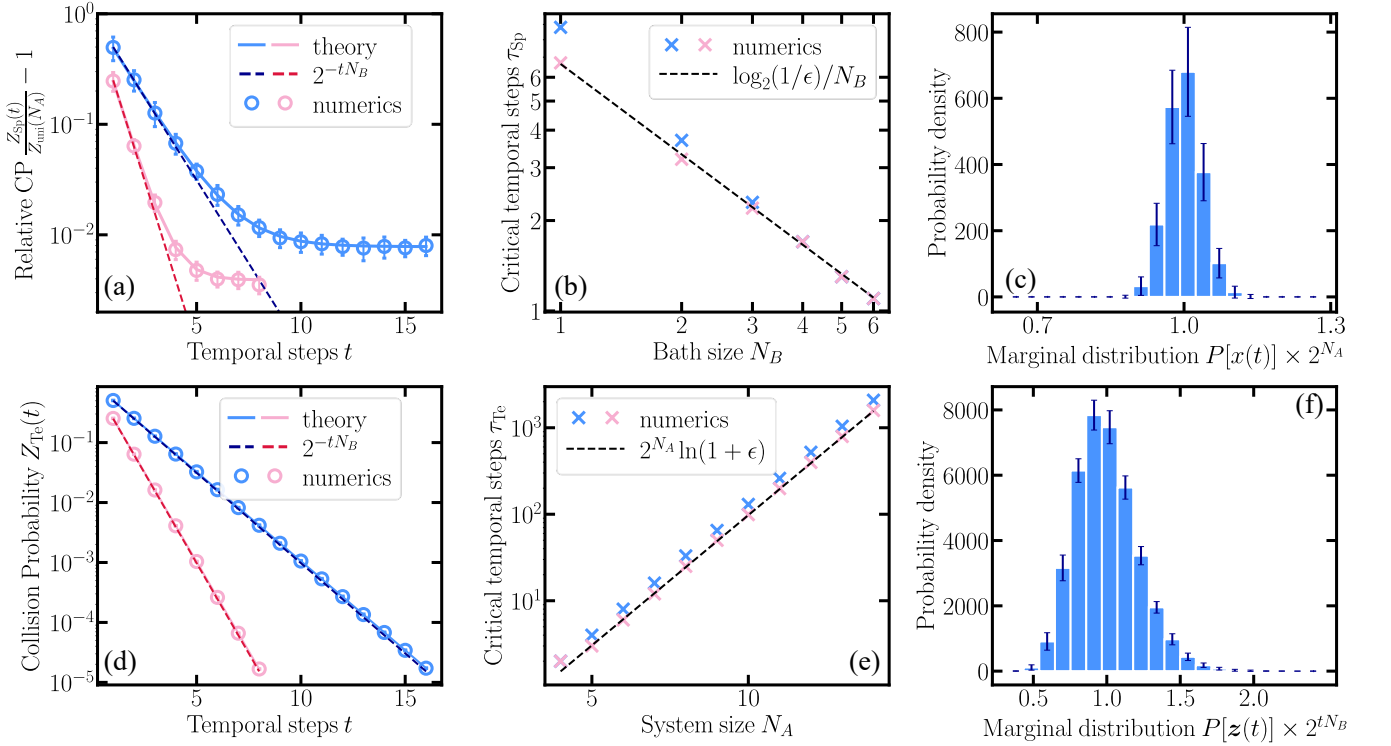 Relative CP Z_Sp(t)/Z_uni(N_A) − 1
10^0
10^−1
10^−2
theory
2^−tN_B
numerics
(a)
5
10
15
Temporal steps t
Critical temporal steps τ_Sp
6
5
4
3
2
1
numerics
log_2(1/ϵ)/N_B
(b)
1
2
3
4
5
6
Bath size N_B
Probability density
800
600
400
200
0
(c)
0.7
1.0
1.3
Marginal distribution P[x(t)] × 2^N_A
Collision Probability Z_Te(t)
10^−1
10^−2
10^−3
10^−4
10^−5
theory
2^−tN_B
numerics
(d)
5
10
15
Temporal steps t
Critical temporal steps τ_Te
10^3
10^2
10^1
numerics
2^N_A ln(1 + ϵ)
(e)
5
10
System size N_A
Probability density
8000
6000
4000
2000
0
(f)
0.5
1.0
1.5
2.0
Marginal distribution P[z(t)] × 2^tN_B